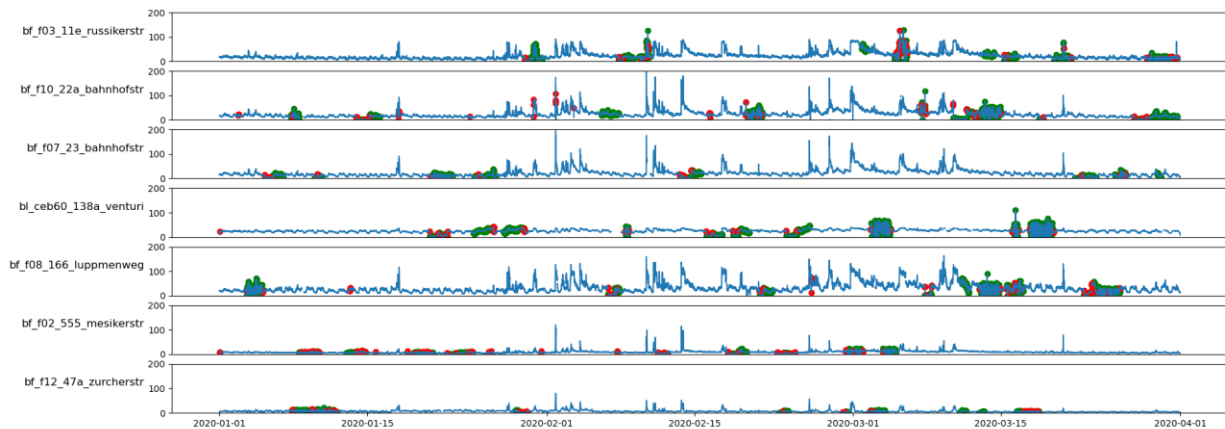 200
bf_f03_11e_russikerstr
100
0
200
bf_f10_22a_bahnhofstr
100
0
200
bf_f07_23_bahnhofstr
100
0
200
bl_ceb60_138a_venturi
100
0
200
bf_f08_166_luppmenweg
100
0
200
bf_f02_555_mesikerstr
100
0
200
bf_f12_47a_zurcherstr
100
0
2020-01-01 2020-01-15 2020-02-01 2020-02-15 2020-03-01 2020-03-15 2020-04-01